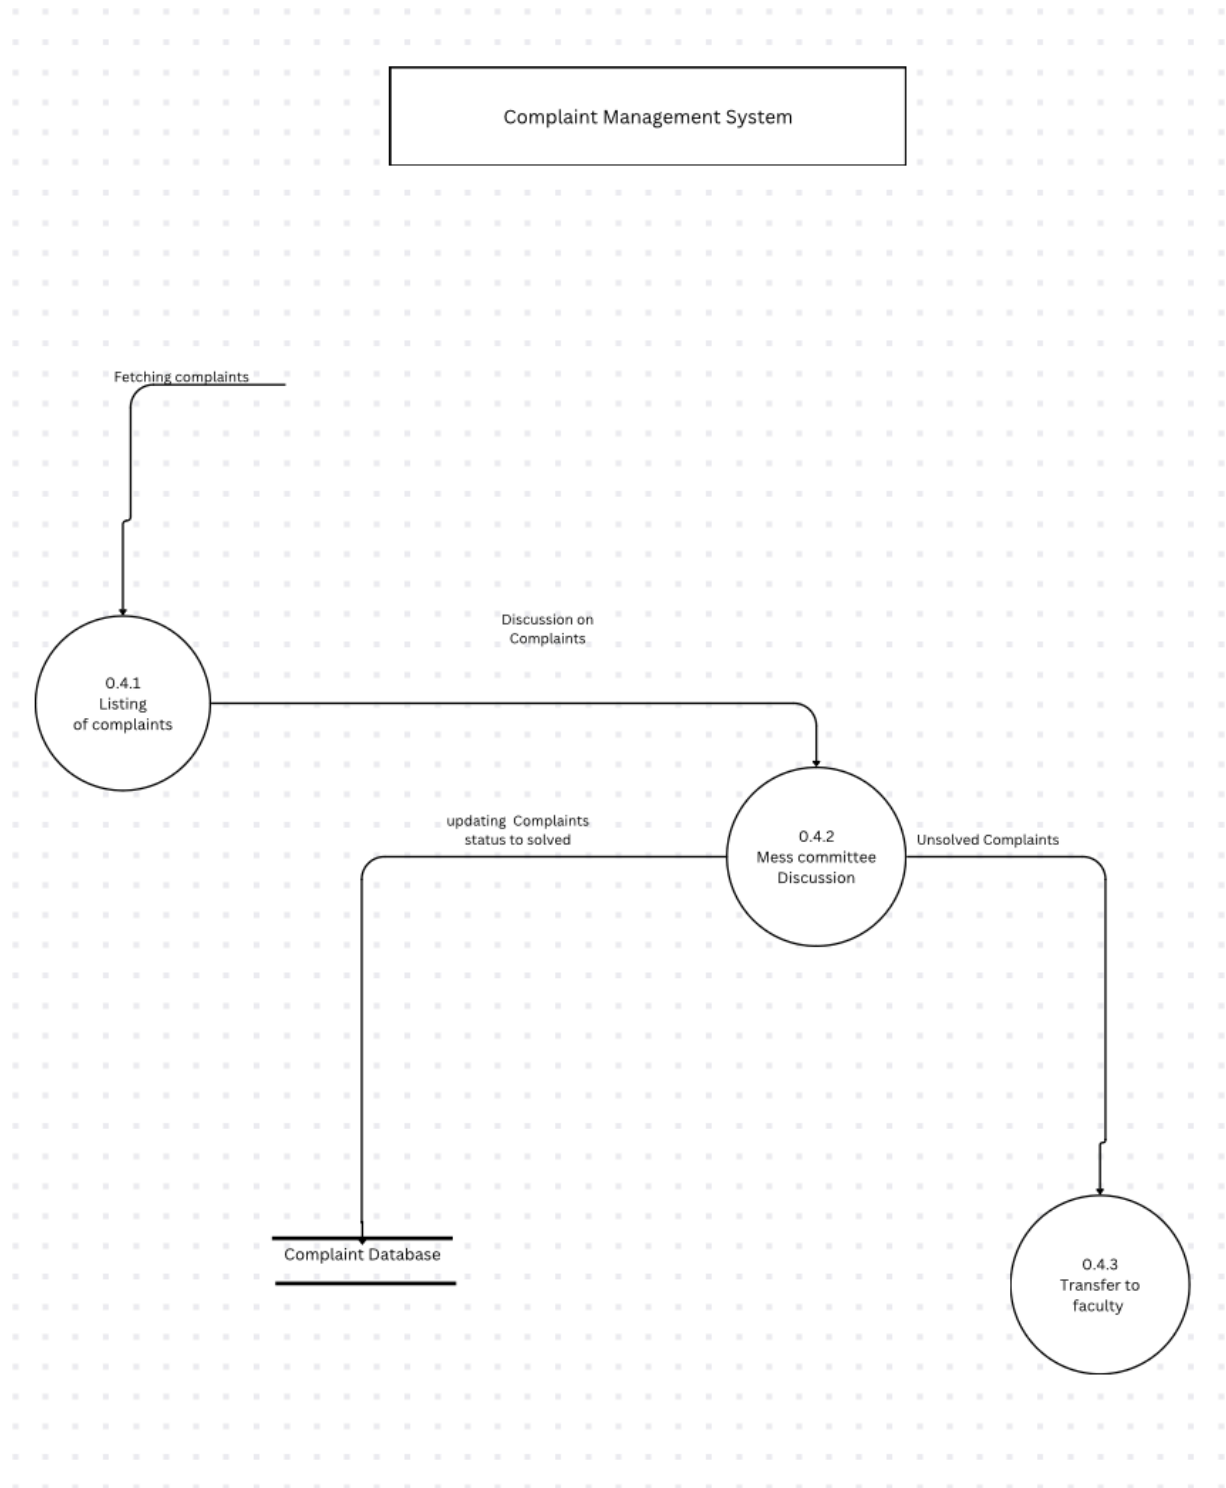 Complaint Management System
Fetching complaints
Discussion on
Complaints
0.4.1
Listing
of complaints
updating  Complaints
status to solved
0.4.2
Mess committee
Discussion
Unsolved Complaints
Complaint Database
0.4.3
Transfer to
faculty